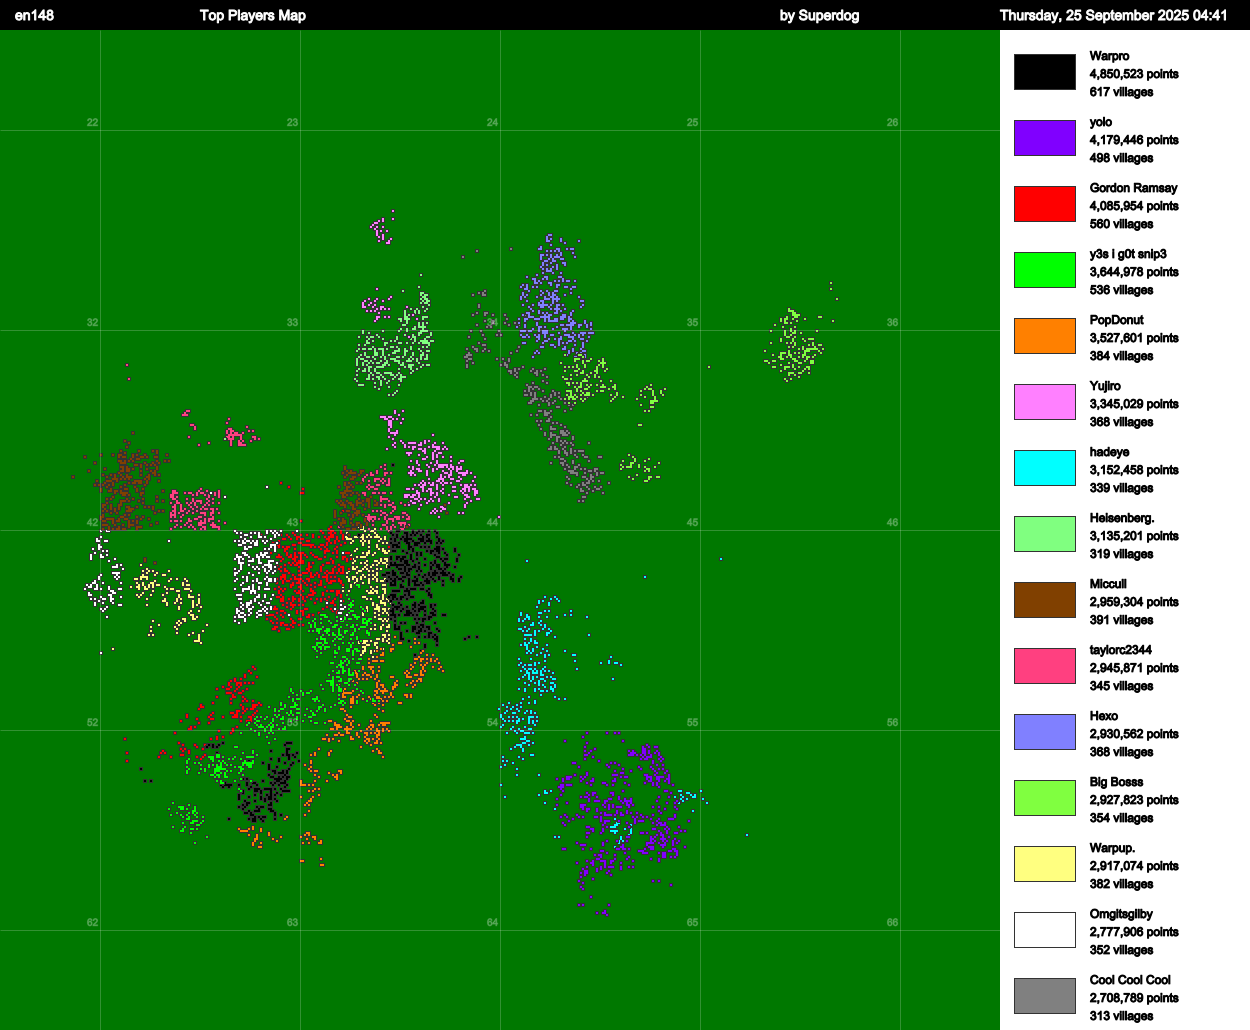 en148 Top Players Map by Superdog Thursday, 25 September 2025 04:41
22 23 24 25 26
32 33 34 35 36
42 43 44 45 46
52 53 54 55 56
62 63 64 65 66
Warpro
4,850,523 points
617 villages
yolo
4,179,446 points
498 villages
Gordon Ramsay
4,085,954 points
560 villages
y3s I g0t snip3
3,644,978 points
536 villages
PopDonut
3,527,601 points
384 villages
Yujiro
3,345,029 points
368 villages
hadeye
3,152,458 points
339 villages
Heisenberg.
3,135,201 points
319 villages
Miccull
2,959,304 points
391 villages
taylorc2344
2,945,871 points
345 villages
Hexo
2,930,562 points
368 villages
Big Bosss
2,927,823 points
354 villages
Warpup.
2,917,074 points
382 villages
Omgitsgilby
2,777,906 points
352 villages
Cool Cool Cool
2,708,789 points
313 villages